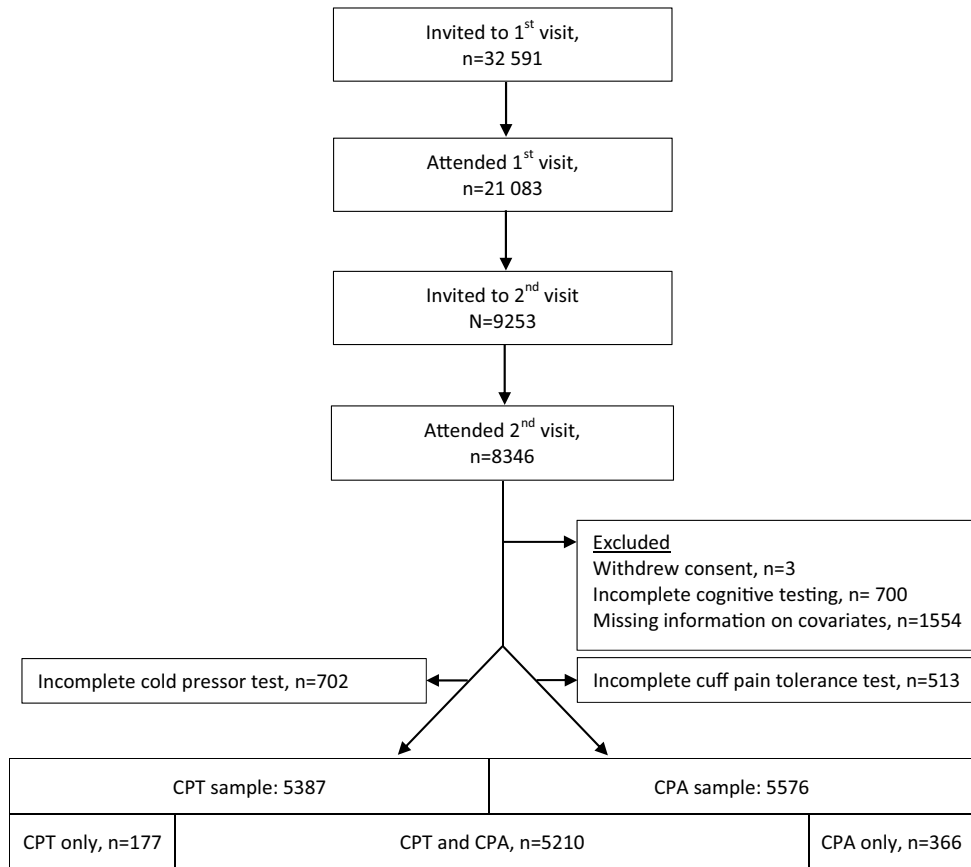 Invited to 1st visit,
n=32 591
Attended 1st visit,
n=21 083
Invited to 2nd visit
N=9253
Attended 2nd visit,
n=8346
Excluded
Withdrew consent, n=3
Incomplete cognitive testing, n= 700
Missing information on covariates, n=1554
Incomplete cold pressor test, n=702
Incomplete cuff pain tolerance test, n=513
CPT sample: 5387
CPA sample: 5576
CPT only, n=177
CPT and CPA, n=5210
CPA only, n=366